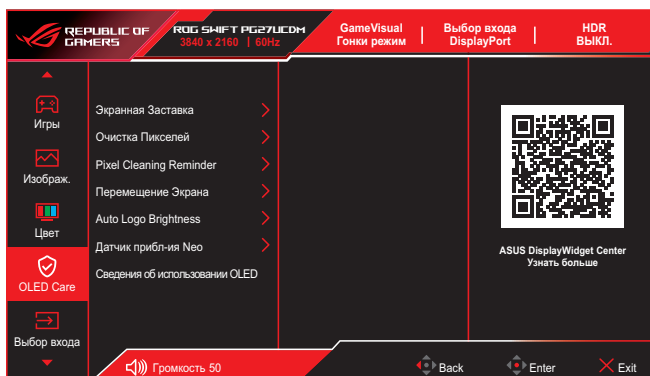 REPUBLIC OF
GAMERS
ROG SWIFT PG27UCDM
3840 x 2160 | 60Hz
GameVisual
Гонки режим
Выбор входа
DisplayPort
HDR
ВЫКЛ.
Игры
Изображ.
Цвет
OLED Care
Выбор входа
Экранная Заставка
Очистка Пикселей
Pixel Cleaning Reminder
Перемещение Экрана
Auto Logo Brightness
Датчик прибл-ия Neo
Сведения об использовании OLED
ASUS DisplayWidget Center
Узнать больше
Громкость 50
Back
Enter
Exit